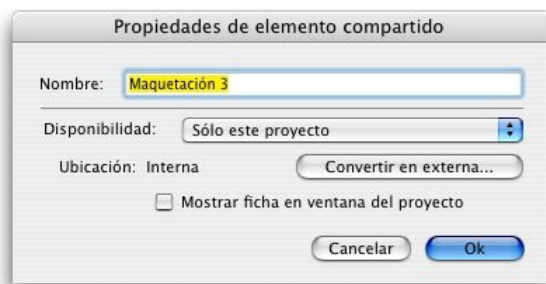 Propiedades de elemento compartido
Nombre: Maquetación 3
Disponibilidad: Sólo este proyecto
Ubicación: Interna Convertir en externa...
Mostrar ficha en ventana del proyecto
Cancelar Ok